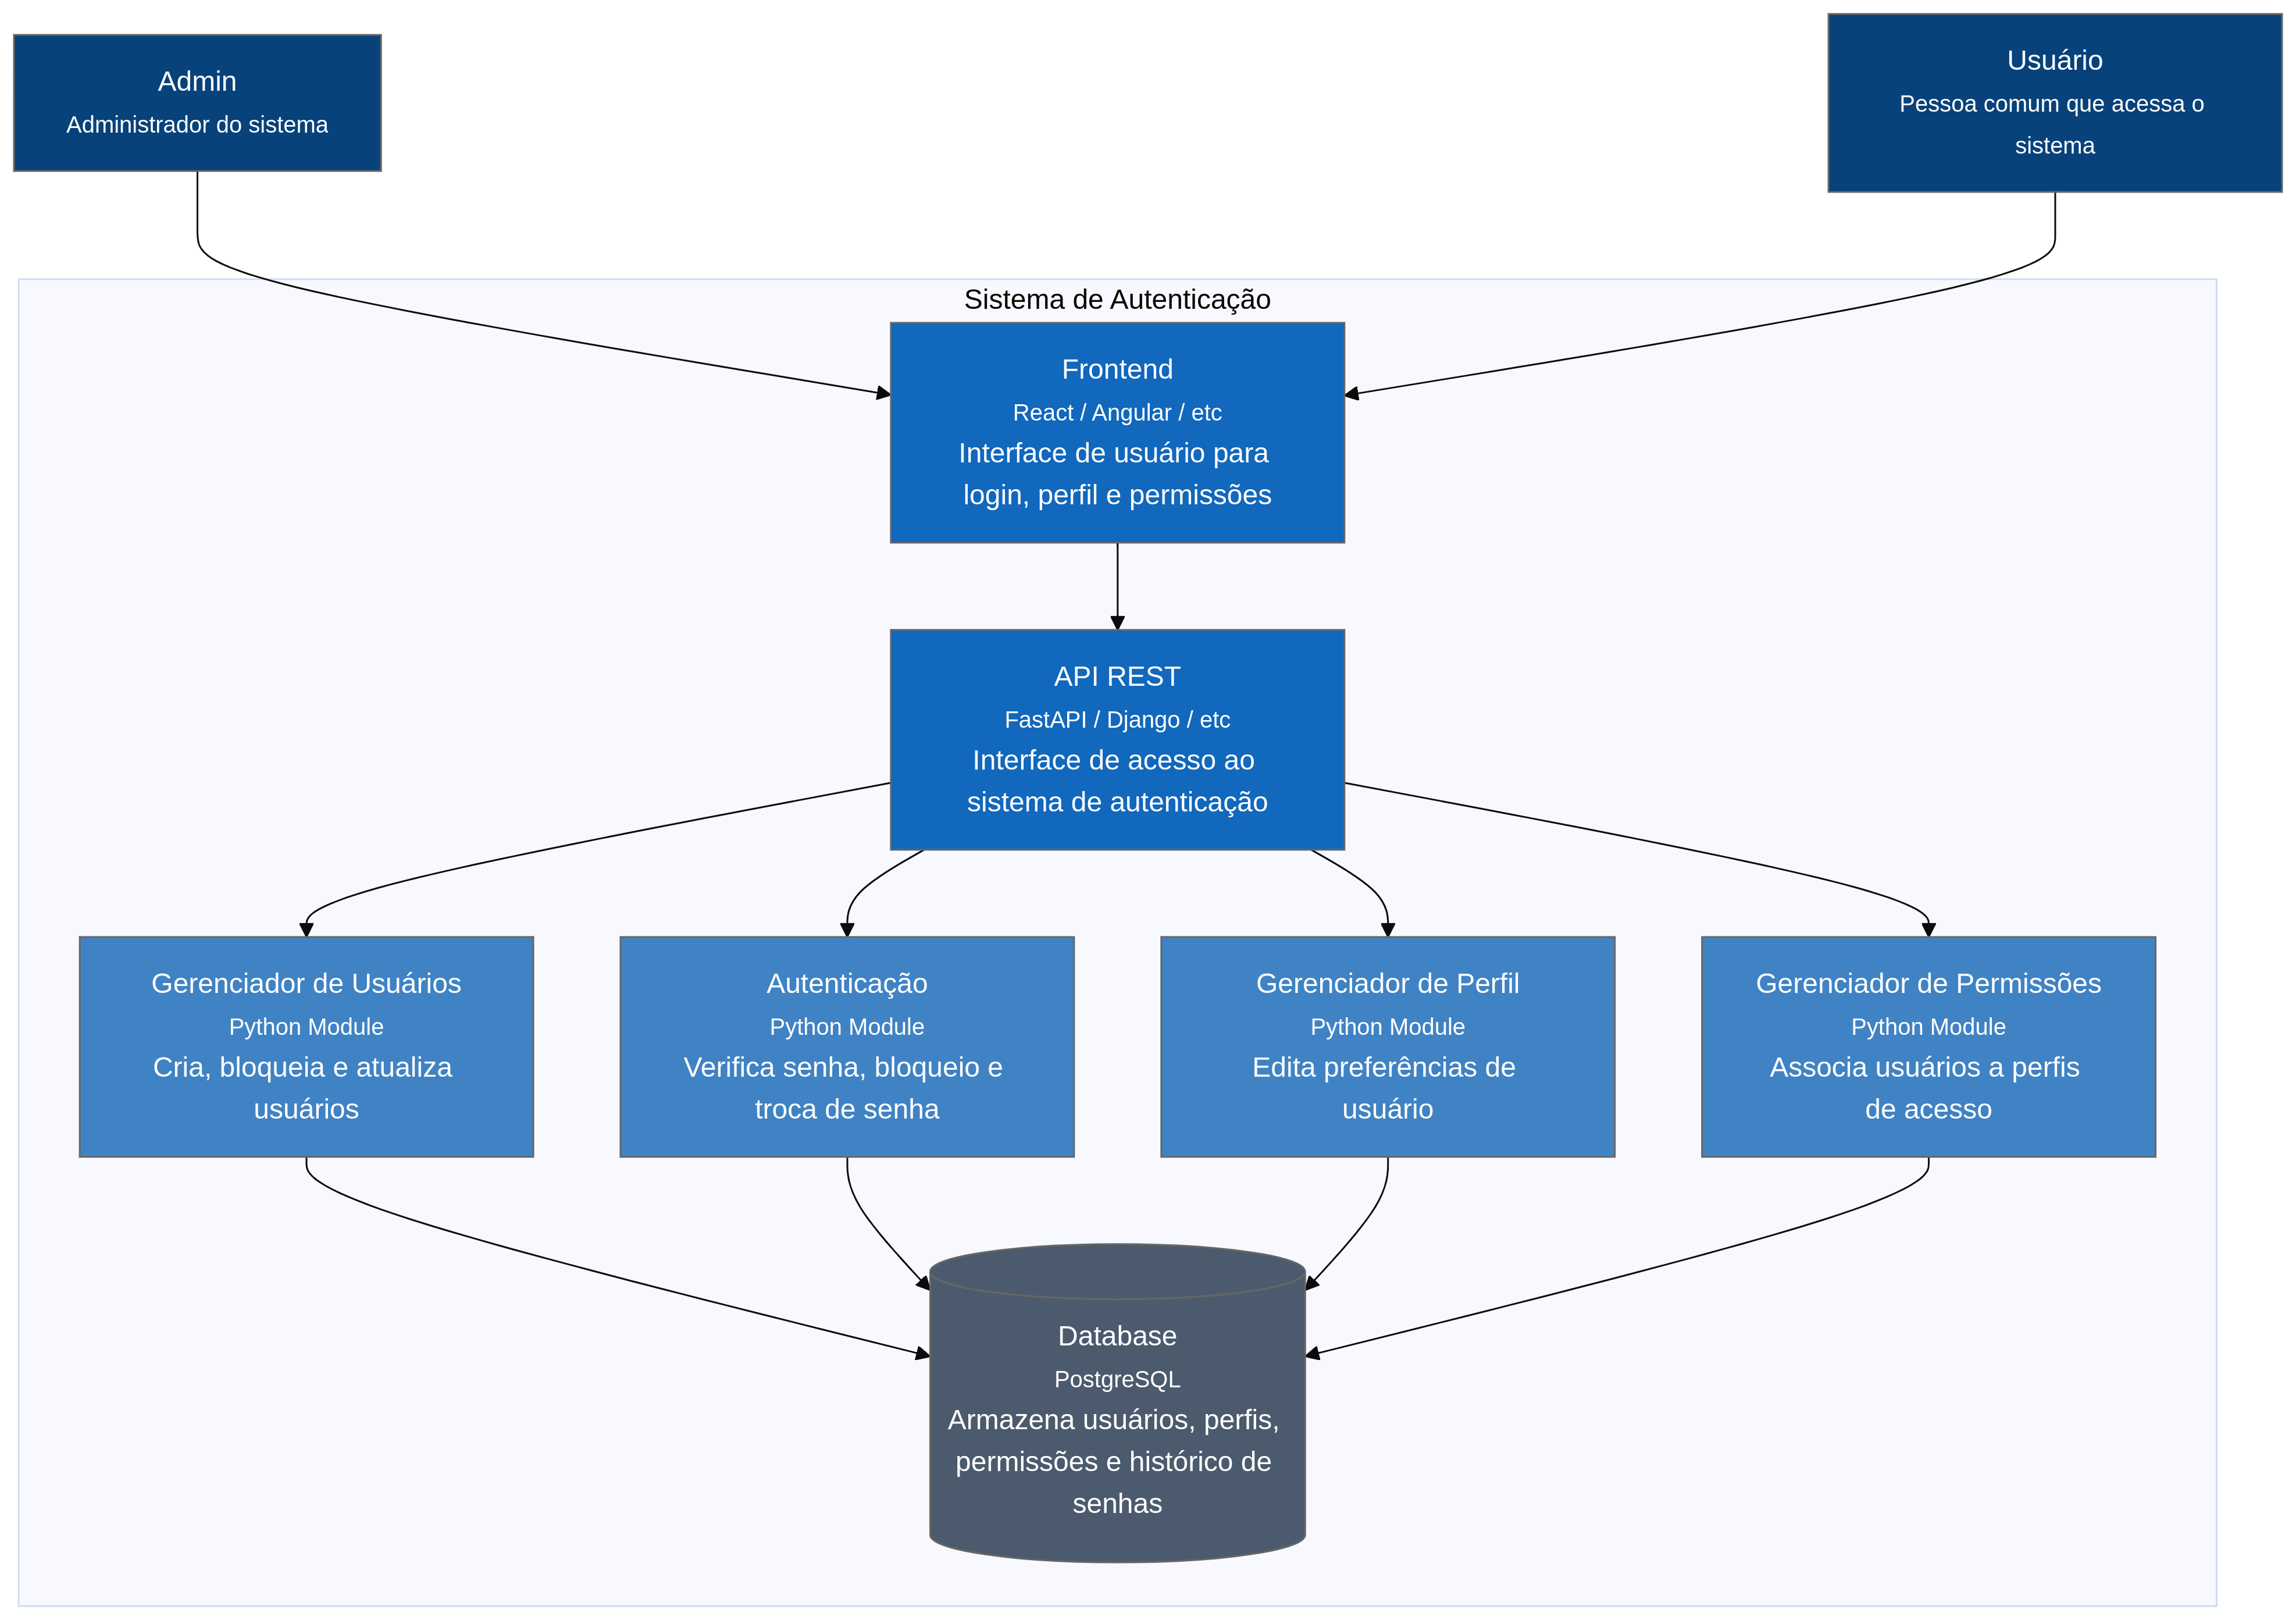 Admin
Administrador do sistema
Usuário
Pessoa comum que acessa o
sistema
Sistema de Autenticação
Frontend
React / Angular / etc
Interface de usuário para
login, perfil e permissões
API REST
FastAPI / Django / etc
Interface de acesso ao
sistema de autenticação
Gerenciador de Usuários
Python Module
Cria, bloqueia e atualiza
usuários
Autenticação
Python Module
Verifica senha, bloqueio e
troca de senha
Gerenciador de Perfil
Python Module
Edita preferências de
usuário
Gerenciador de Permissões
Python Module
Associa usuários a perfis
de acesso
Database
PostgreSQL
Armazena usuários, perfis,
permissões e histórico de
senhas